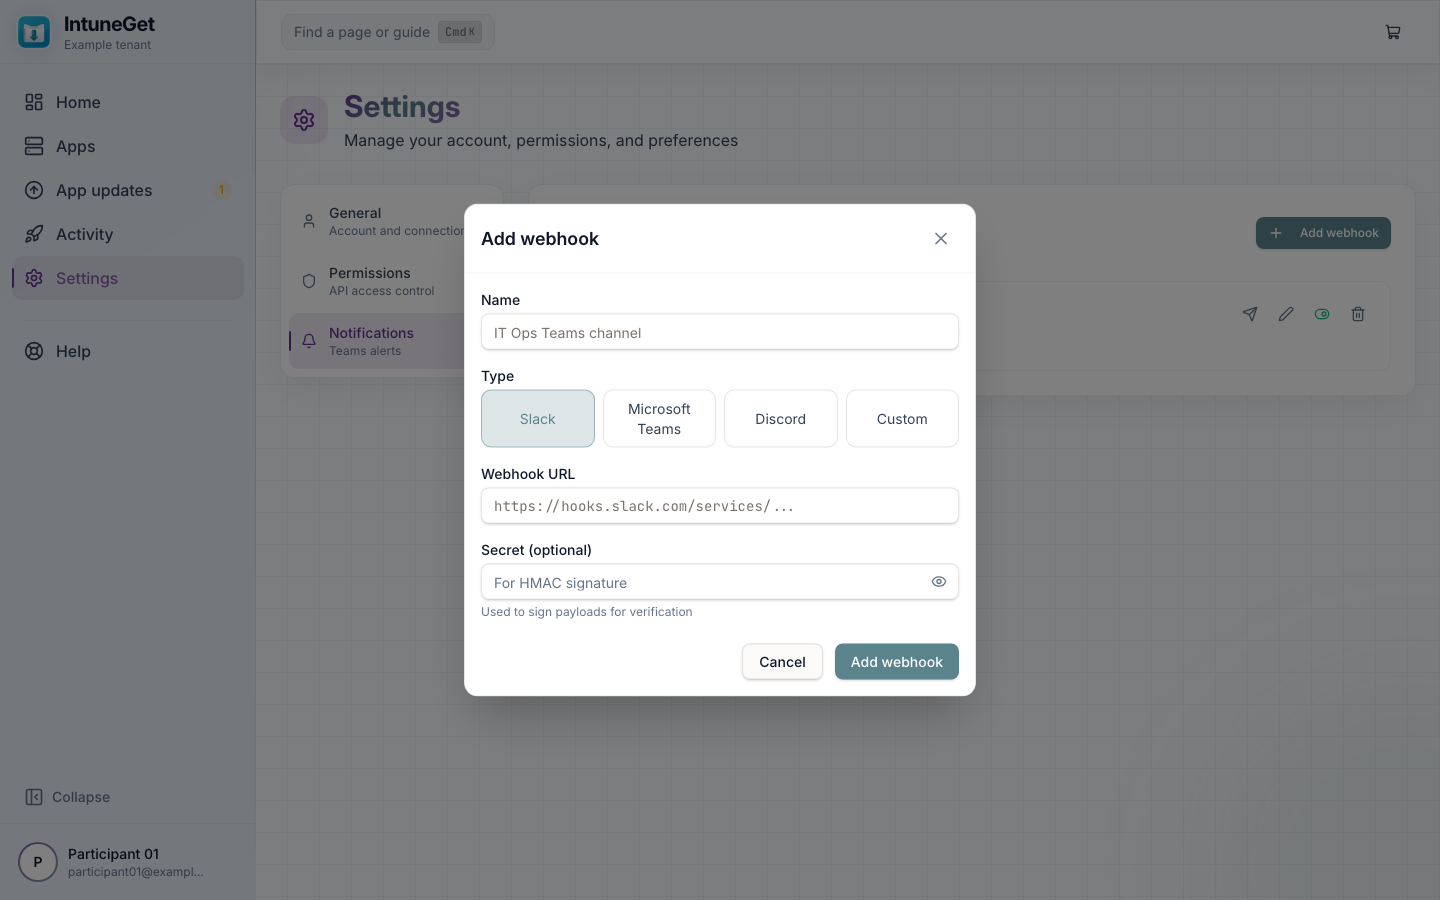 IntuneGet
Example tenant
Find a page or guide
Cmd K
Home
Apps
App updates
1
Activity
Settings
Help
Collapse
P
Participant 01
participant01@exampl...
Settings
Manage your account, permissions, and preferences
General
Account and connection
Permissions
API access control
Notifications
Teams alerts
Add webhook
Add webhook
Name
IT Ops Teams channel
Type
Slack
Microsoft
Teams
Discord
Custom
Webhook URL
https://hooks.slack.com/services/...
Secret (optional)
For HMAC signature
Used to sign payloads for verification
Cancel
Add webhook